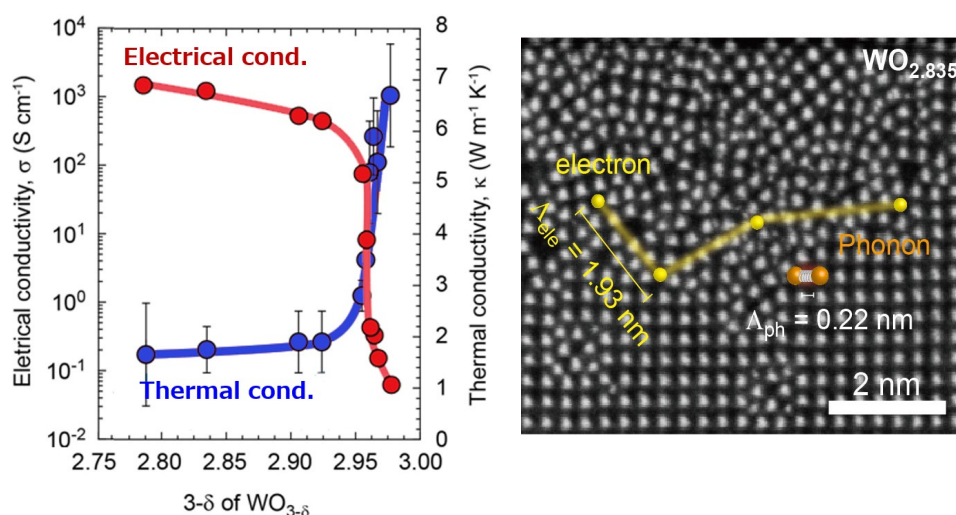 Eletrical conductivity, σ (S cm⁻¹)
10⁴
10³
10²
10¹
10⁰
10⁻¹
10⁻²
Electrical cond.
Thermal cond.
8
7
6
5
4
3
2
1
0
Thermal conductivity, κ (W m⁻¹ K⁻¹)
2.75 2.80 2.85 2.90 2.95 3.00
3-δ of WO₃₋δ
WO₂.₈₃₅
electron
Λele = 1.93 nm
Phonon
Λph = 0.22 nm
2 nm